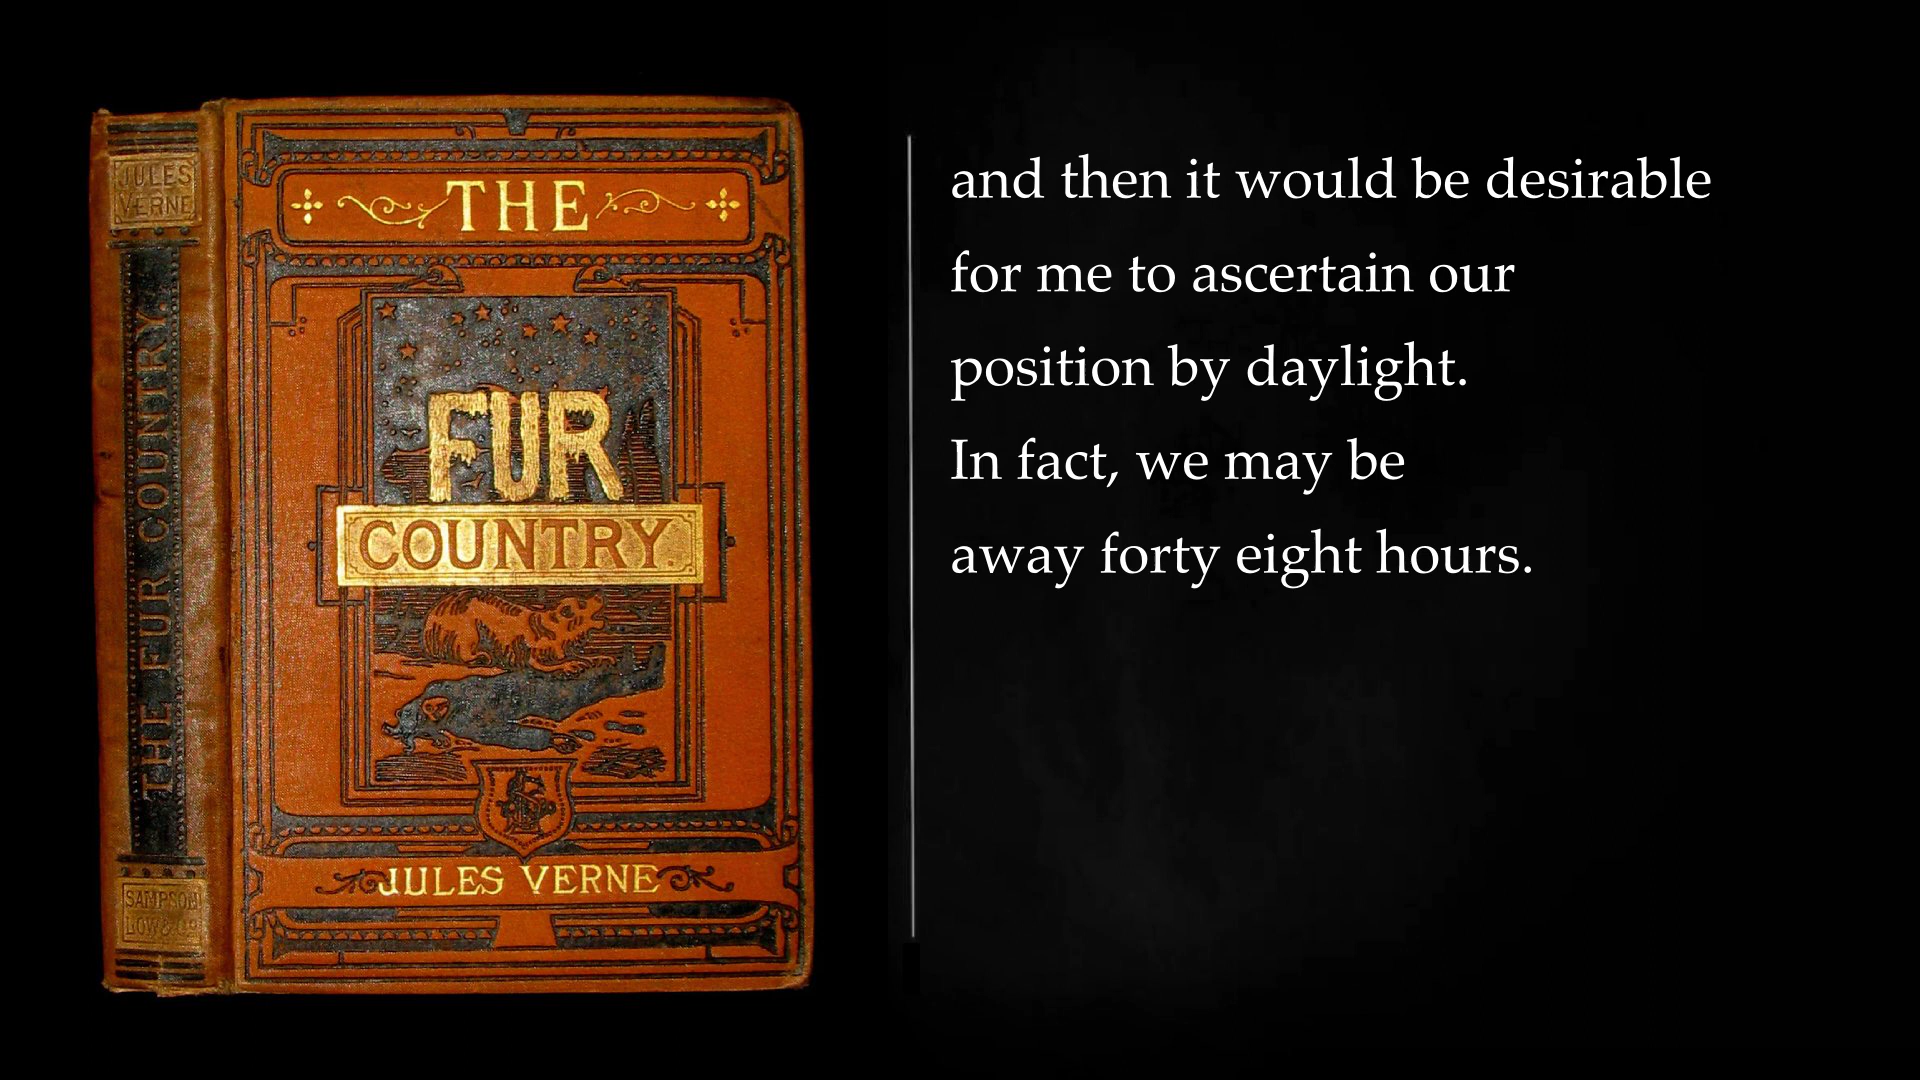 JULES
VERNE
THE FUR COUNTRY.
SAMPSON
LOW & Co
THE
FUR
COUNTRY.
JULES VERNE
and then it would be desirable
for me to ascertain our
position by daylight.
In fact, we may be
away forty eight hours.